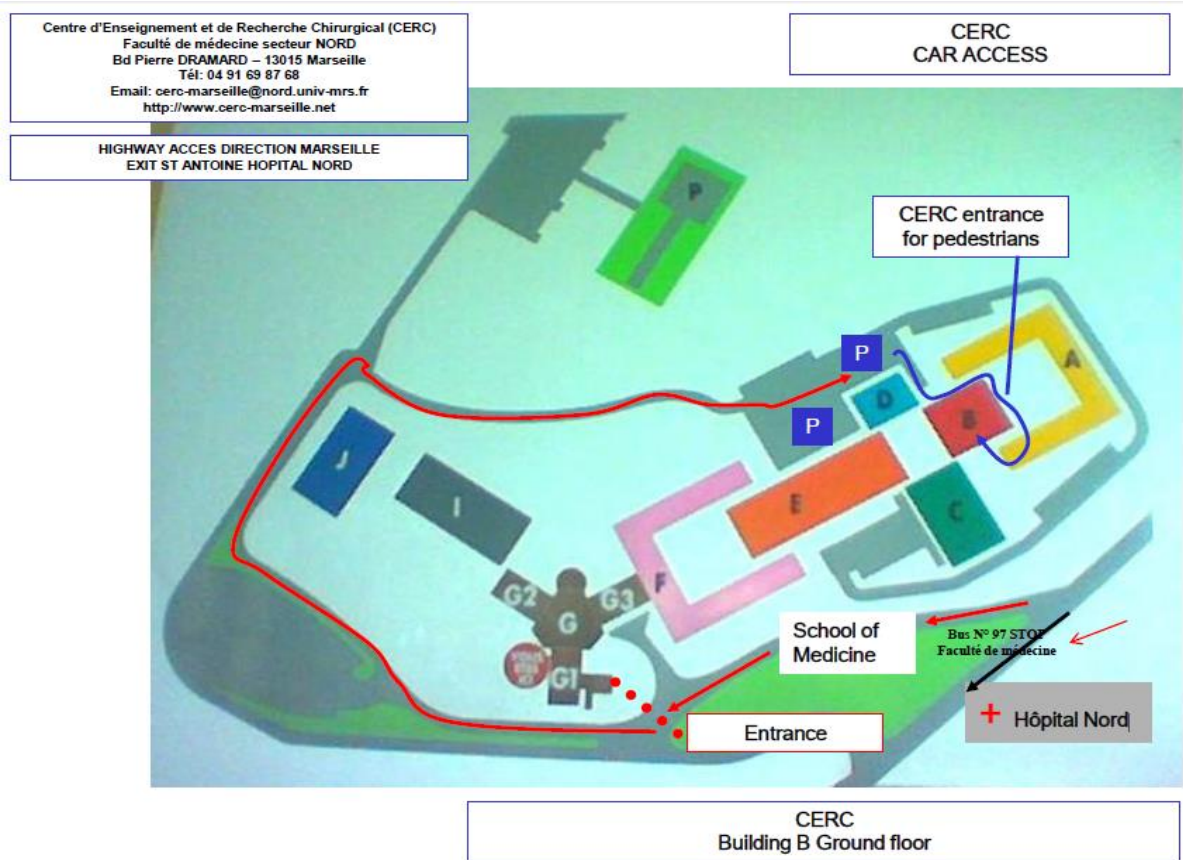 Centre d'Enseignement et de Recherche Chirurgical (CERC)
Faculté de médecine secteur NORD
Bd Pierre DRAMARD – 13015 Marseille
Tél: 04 91 69 87 68
Email: cerc-marseille@nord.univ-mrs.fr
http://www.cerc-marseille.net
CERC
CAR ACCESS
HIGHWAY ACCES DIRECTION MARSEILLE
EXIT ST ANTOINE HOPITAL NORD
P
CERC entrance
for pedestrians
P
A
D
P
B
J
I
E
C
F
G2
G3
G
G1
School of
Medicine
Bus N° 97 STOP
Faculté de médecine
Entrance
+ Hôpital Nord
CERC
Building B Ground floor